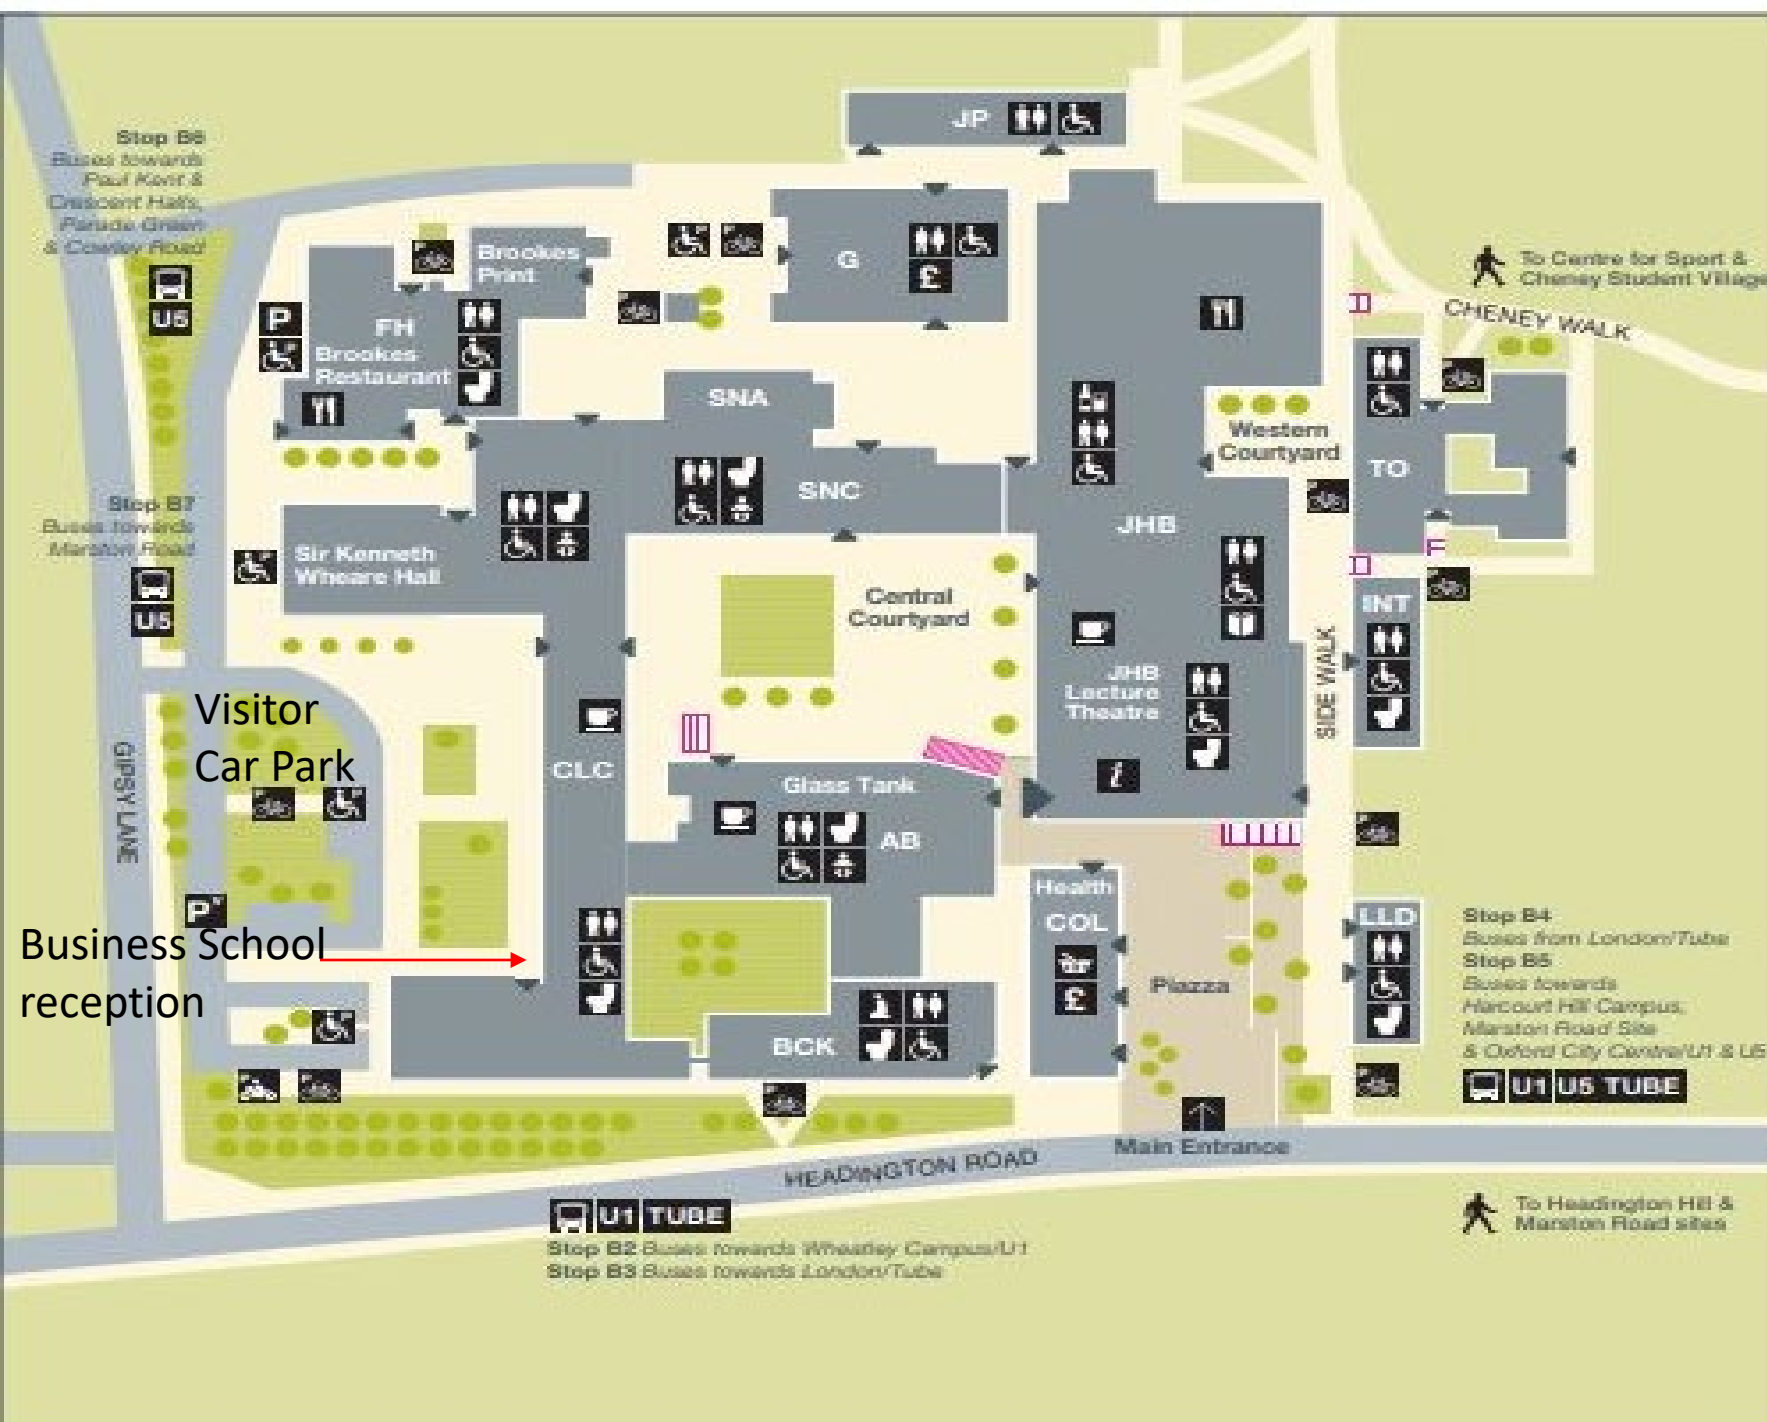 JP
Stop B6
Buses towards
Paul Kent &
Crescent Halls,
Parade Green
& Cowley Road
U5
Brookes
Print
G
£
To Centre for Sport &
Cheney Student Village
CHENEY WALK
P
FH
Brookes
Restaurant
SNA
Western
Courtyard
TO
SNC
JHB
Stop B7
Buses towards
Marston Road
U5
Sir Kenneth
Wheare Hall
Central
Courtyard
INT
SIDE WALK
JHB
Lecture
Theatre
Visitor
Car Park
GIPSY LANE
CLC
Glass Tank
AB
i
P
Health
COL
£
LLD
Business School
reception
Piazza
BCK
Stop B4
Buses from London/Tube
Stop B5
Buses towards
Harcourt Hill Campus,
Marston Road Site
& Oxford City Centre/U1 & U5
U1 U5 TUBE
Main Entrance
HEADINGTON ROAD
U1 TUBE
Stop B2 Buses towards Wheatley Campus/U1
Stop B3 Buses towards London/Tube
To Headington Hill &
Marston Road sites